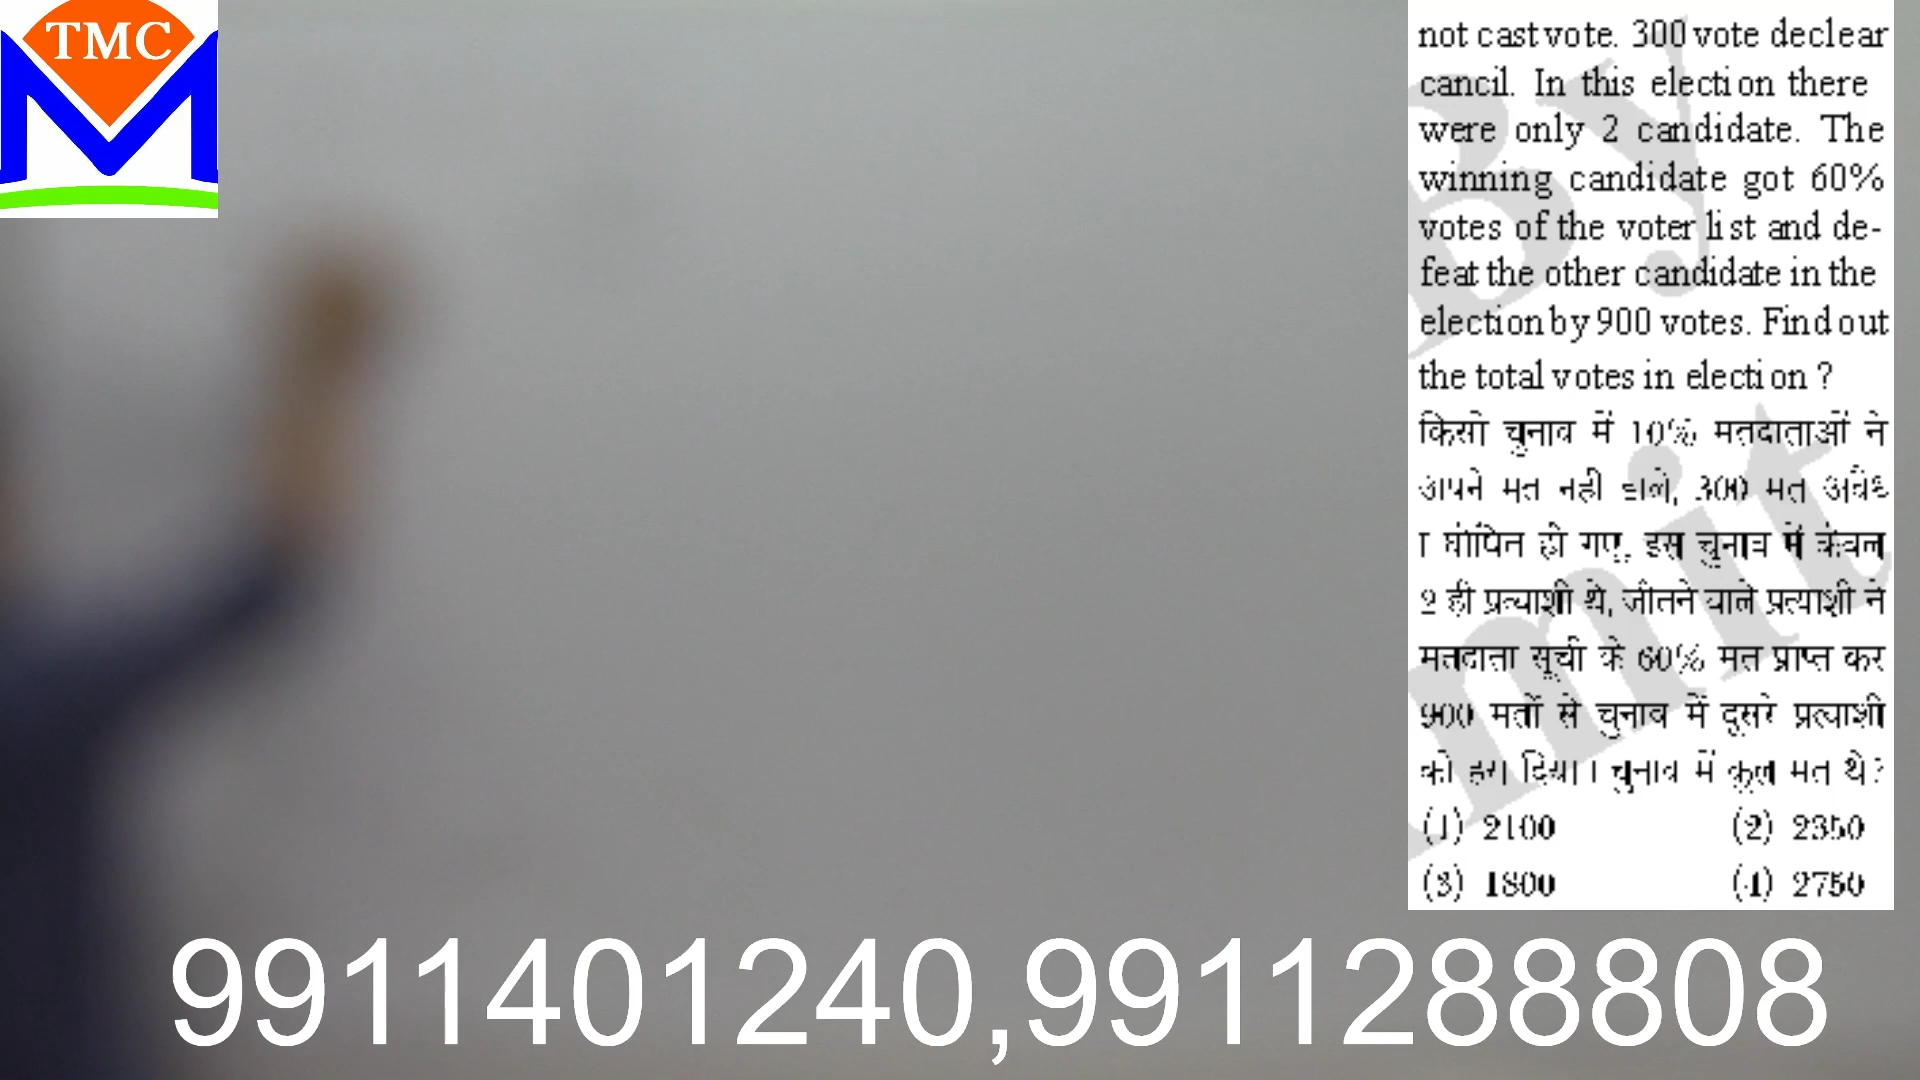 TMC
not cast vote. 300 vote declear
cancil. In this election there
were only 2 candidate. The
winning candidate got 60%
votes of the voter list and de-
feat the other candidate in the
election by 900 votes. Find out
the total votes in election ?
किसी चुनाव में 10% मतदाताओं ने
अपने मत नही डाले, 300 मत अवैध
ा घोषित हो गए, इस चुनाव में केवल
2 ही प्रत्याशी थे, जीतने वाले प्रत्याशी ने
मतदाता सूची के 60% मत प्राप्त कर
900 मतों से चुनाव में दूसरे प्रत्याशी
को हरा दिया। चुनाव में कुल मत थे?
(1) 2100 (2) 2350
(3) 1800 (4) 2750
By
mit
9911401240,9911288808